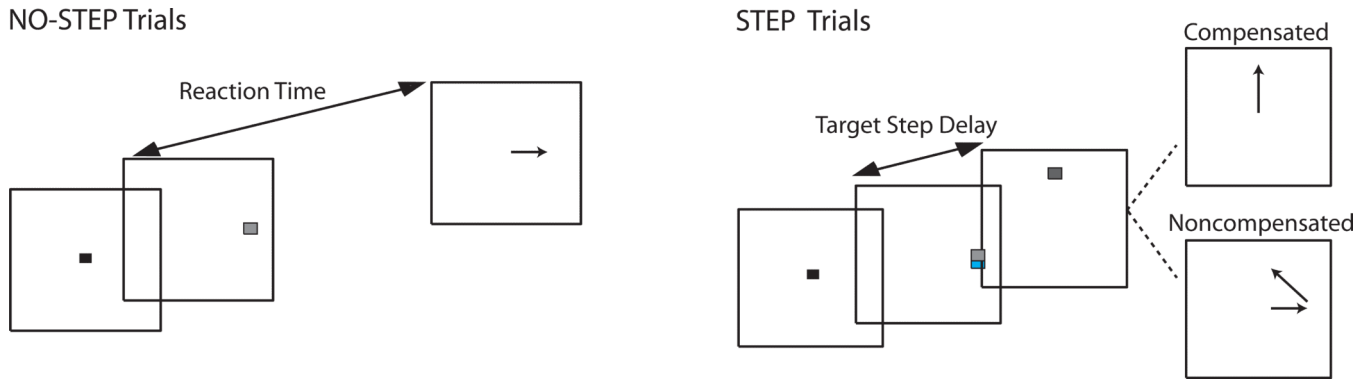 NO-STEP Trials
Reaction Time
STEP Trials
Target Step Delay
Compensated
Noncompensated